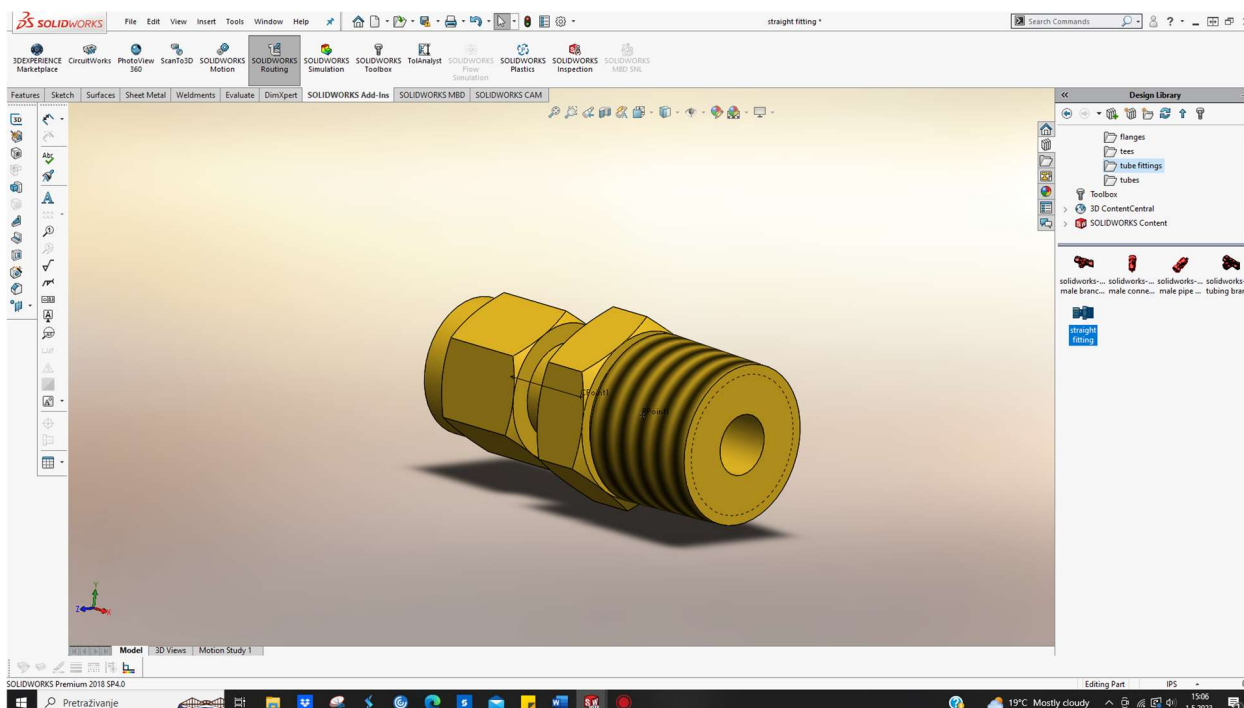 SOLIDWORKS File Edit View Insert Tools Window Help straight fitting * Search Commands
3DEXPERIENCE Marketplace
CircuitWorks
PhotoView 360
ScanTo3D
SOLIDWORKS Motion
SOLIDWORKS Routing
SOLIDWORKS Simulation
SOLIDWORKS Toolbox
TolAnalyst
SOLIDWORKS Flow Simulation
SOLIDWORKS Plastics
SOLIDWORKS Inspection
SOLIDWORKS MBD SNL
Features Sketch Surfaces Sheet Metal Weldments Evaluate DimXpert SOLIDWORKS Add-Ins SOLIDWORKS MBD SOLIDWORKS CAM
Design Library
flanges
tees
tube fittings
tubes
Toolbox
3D ContentCentral
SOLIDWORKS Content
solidworks-... solidworks-... solidworks-... solidworks-
male branc... male conne... male pipe ... tubing bran
straight
fitting
CPoint1
Model 3D Views Motion Study 1
SOLIDWORKS Premium 2018 SP4.0 Editing Part IPS
Pretraživanje 19°C Mostly cloudy 15:06